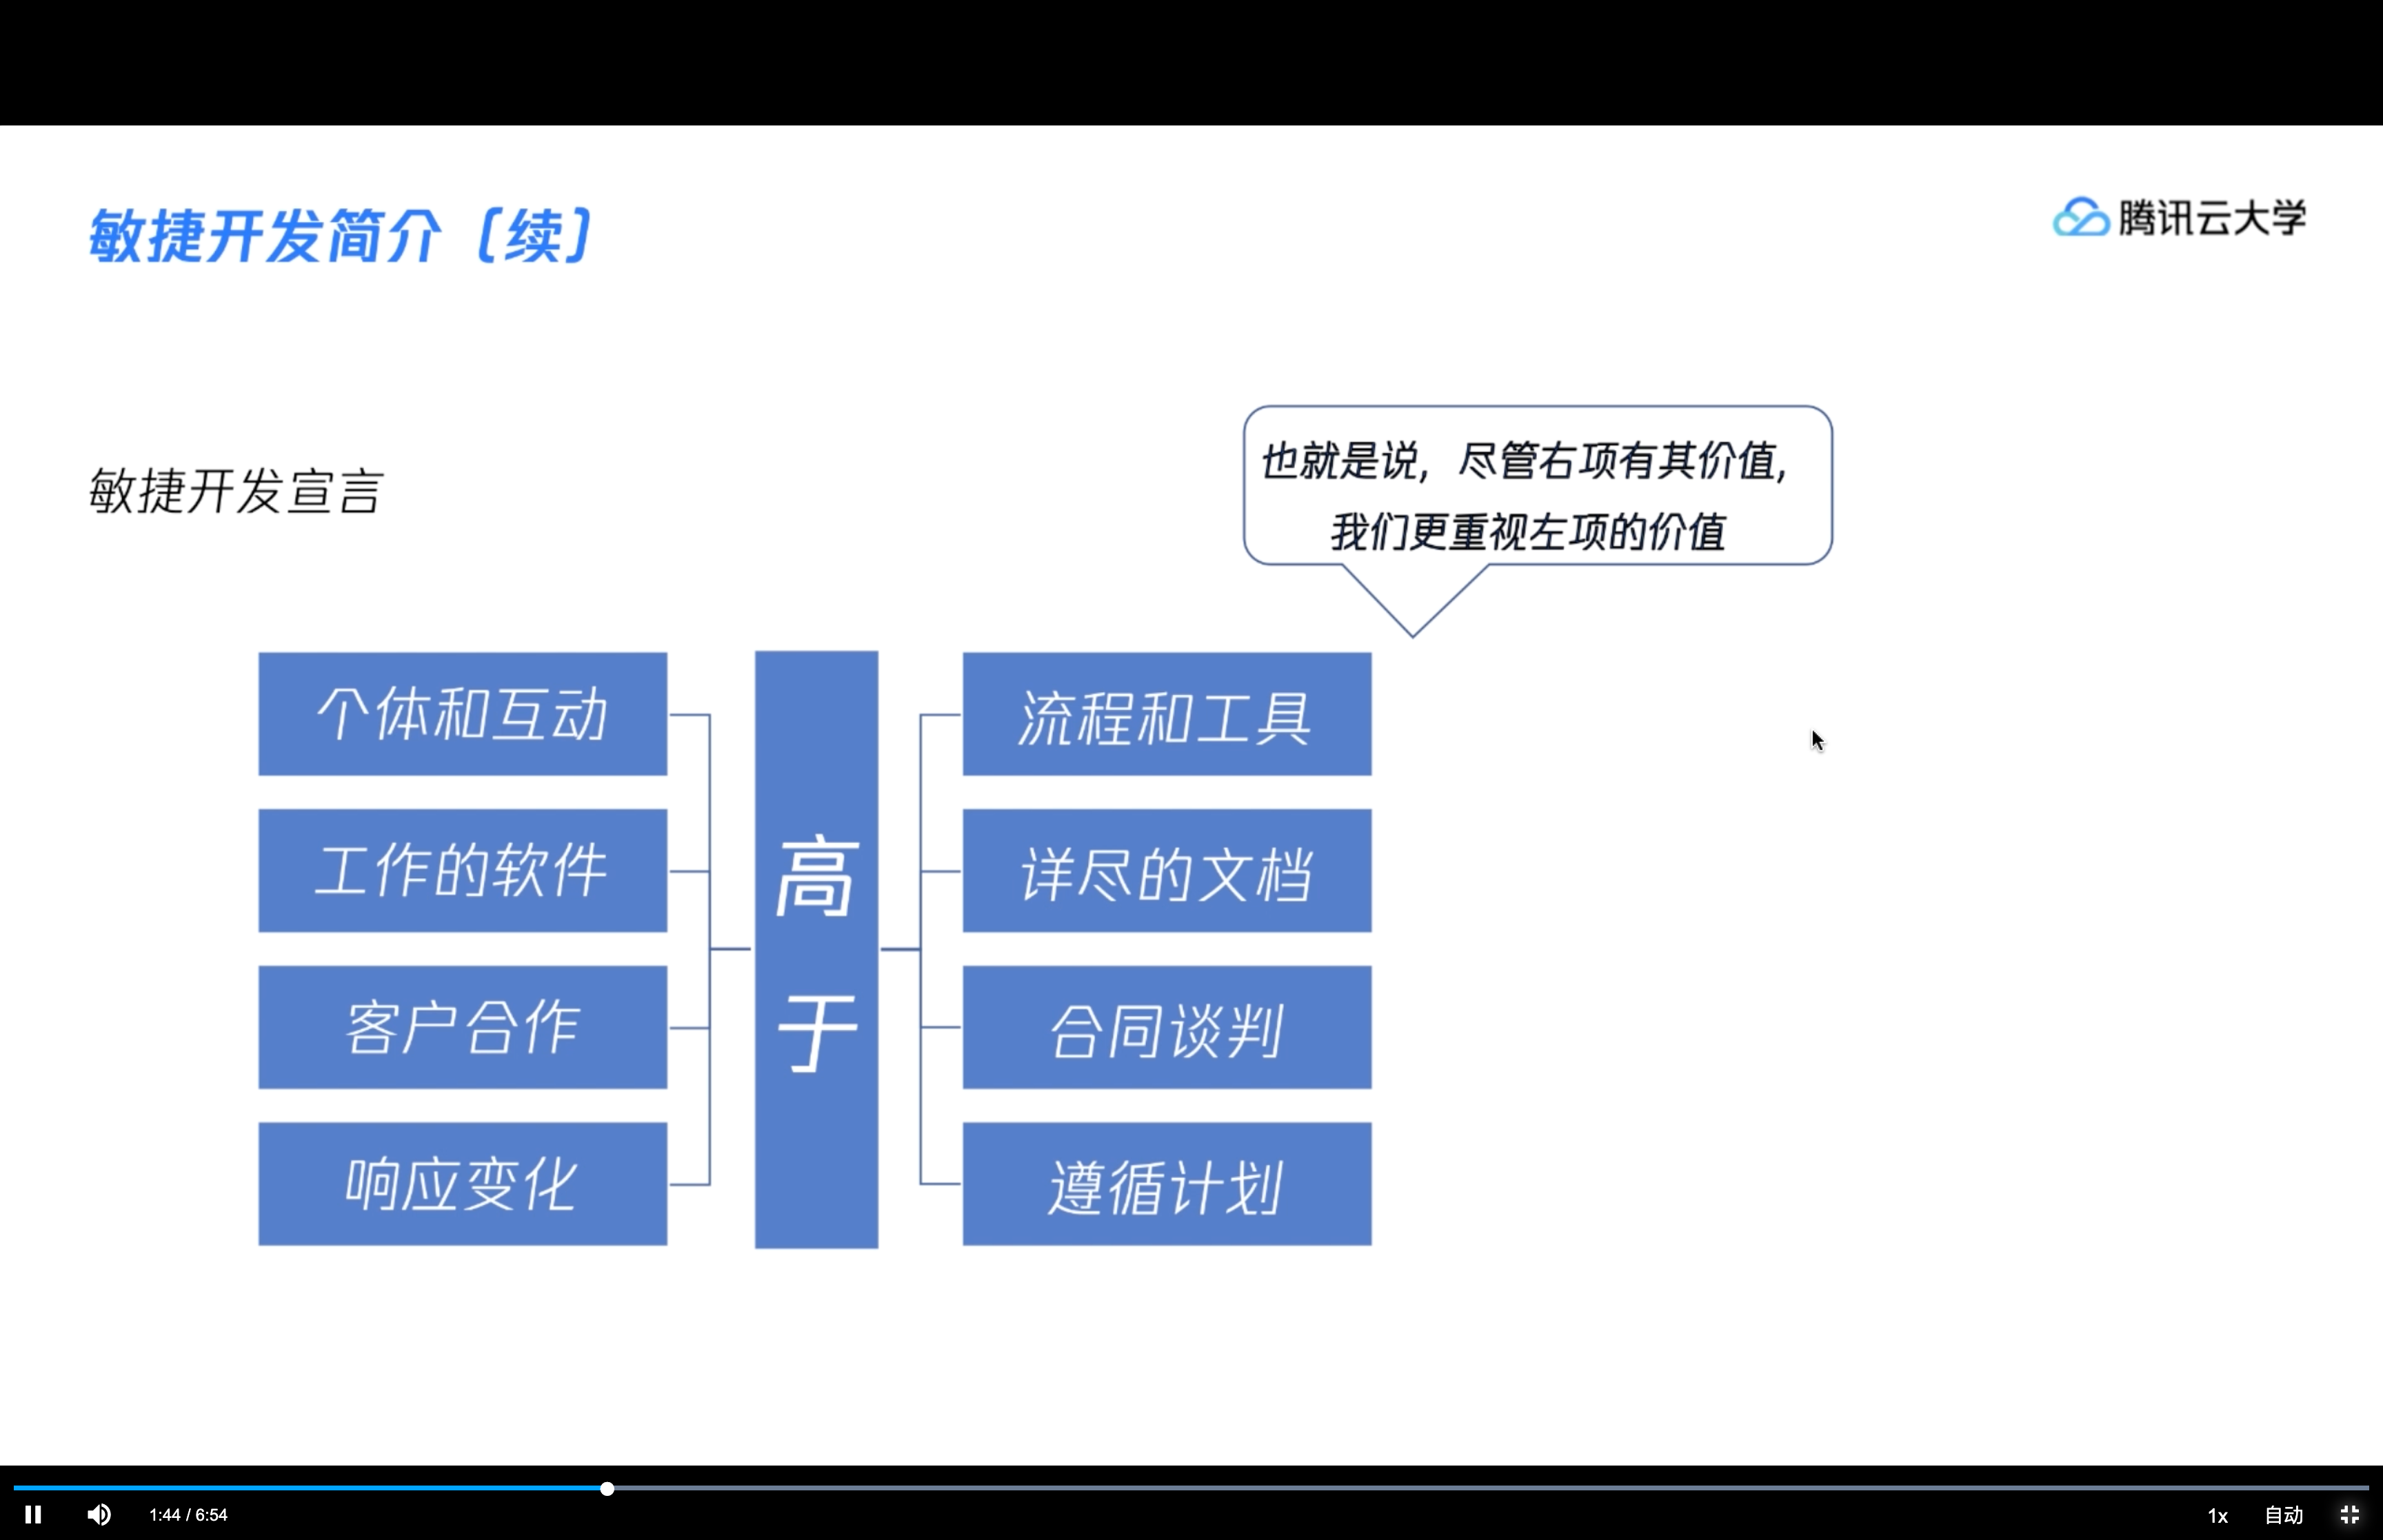 敏捷开发简介（续）
腾讯云大学
敏捷开发宣言
也就是说，尽管右项有其价值，
我们更重视左项的价值
个体和互动
工作的软件
客户合作
响应变化
高
于
流程和工具
详尽的文档
合同谈判
遵循计划
1:44 / 6:54
1x
自动